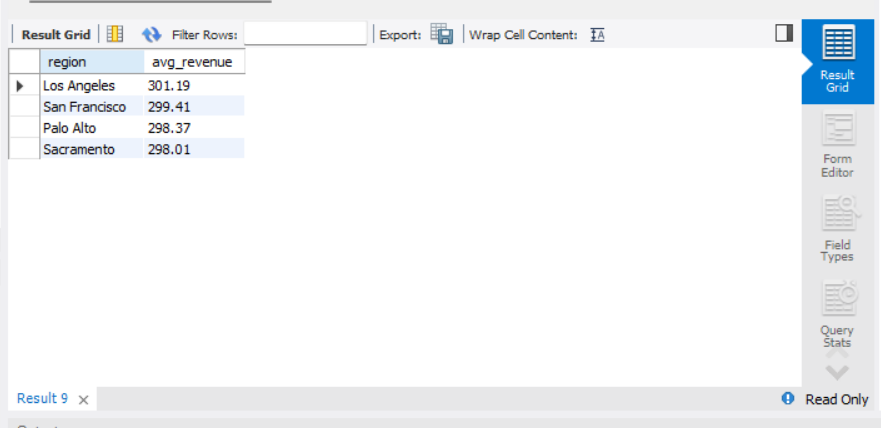 Result Grid Filter Rows: Export: Wrap Cell Content:
region avg_revenue
Los Angeles 301.19
San Francisco 299.41
Palo Alto 298.37
Sacramento 298.01
Result
Grid
Form
Editor
Field
Types
Query
Stats
Result 9 Read Only